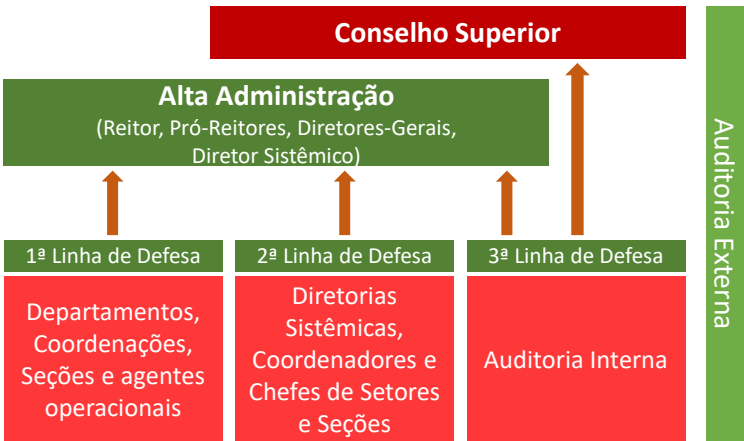 Conselho Superior
Alta Administração
(Reitor, Pró-Reitores, Diretores-Gerais,
Diretor Sistêmico)
1ª Linha de Defesa
2ª Linha de Defesa
3ª Linha de Defesa
Departamentos,
Coordenações,
Seções e agentes
operacionais
Diretorias
Sistêmicas,
Coordenadores e
Chefes de Setores
e Seções
Auditoria Interna
Auditoria Externa